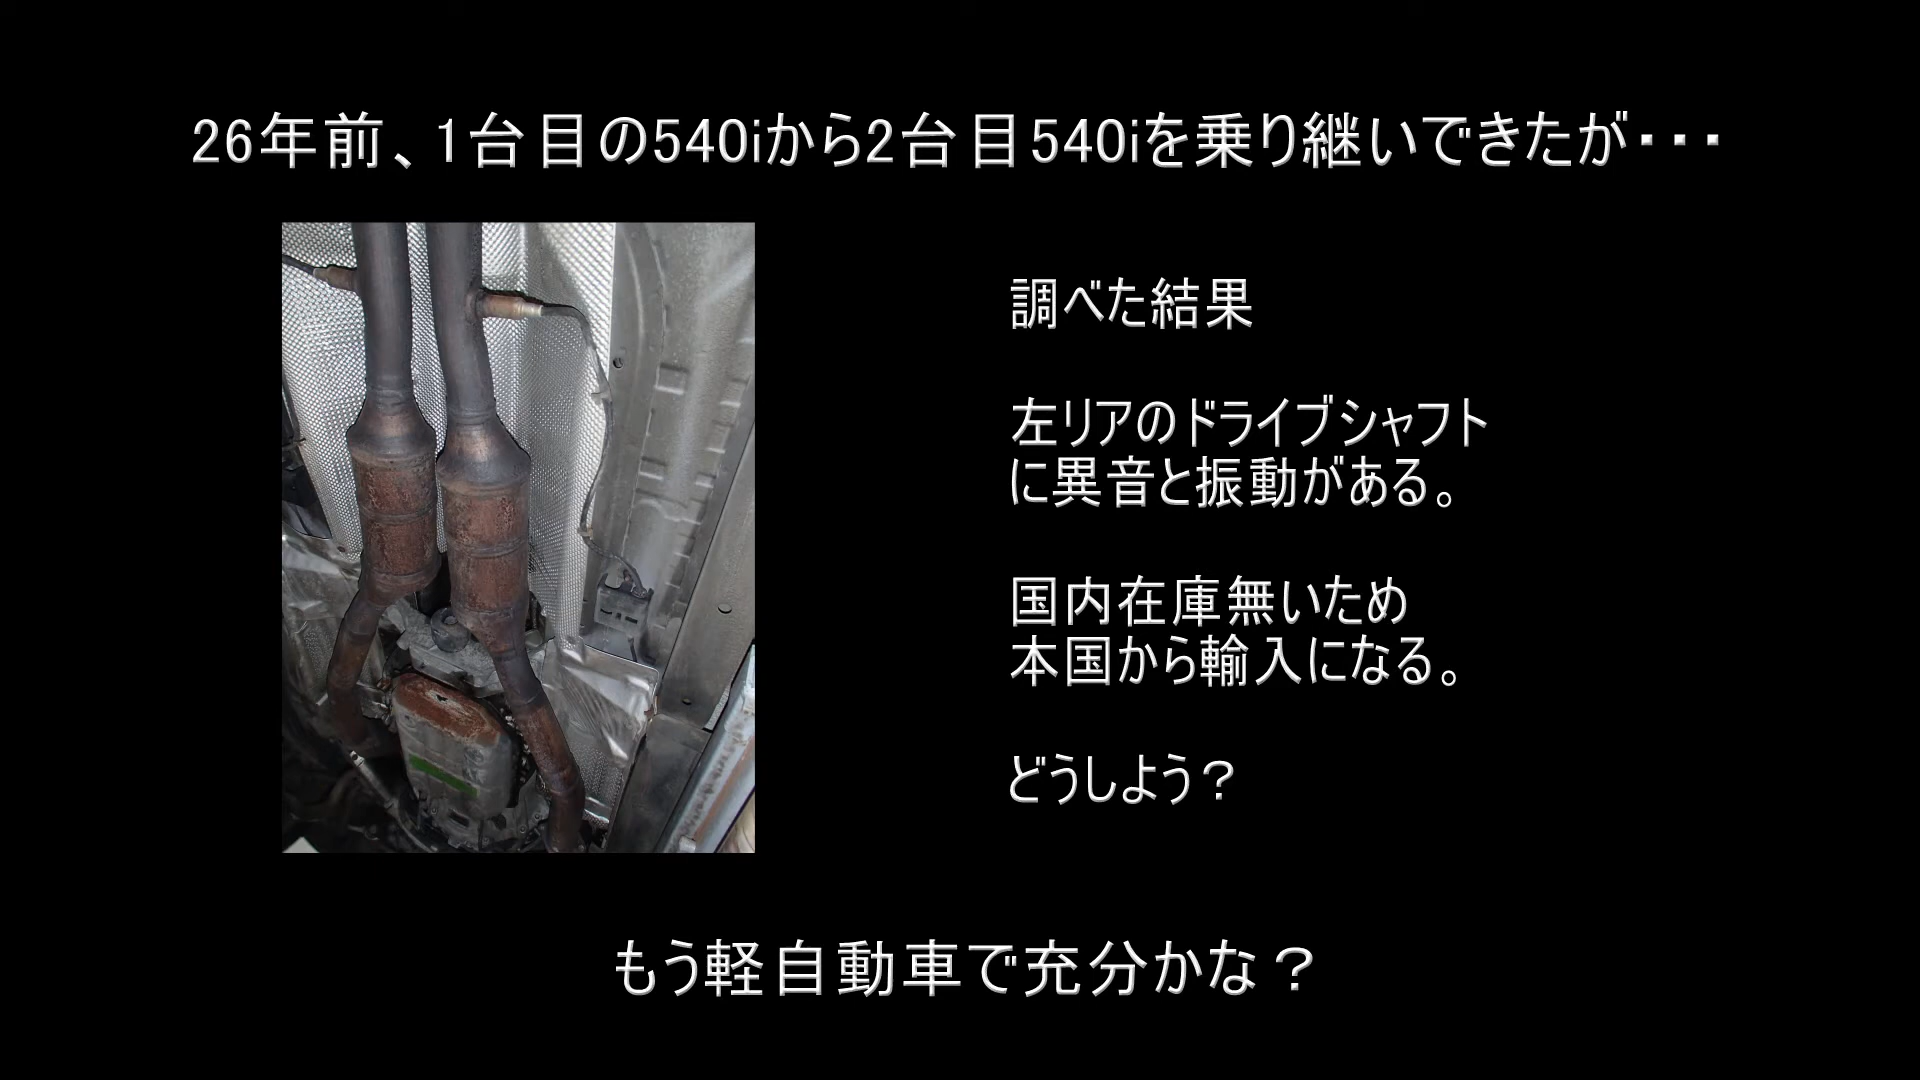 26年前、1台目の540iから2台目540iを乗り継いできたが・・・
調べた結果
左リアのドライブシャフト
に異音と振動がある。
国内在庫無いため
本国から輸入になる。
どうしよう？
もう軽自動車で充分かな？